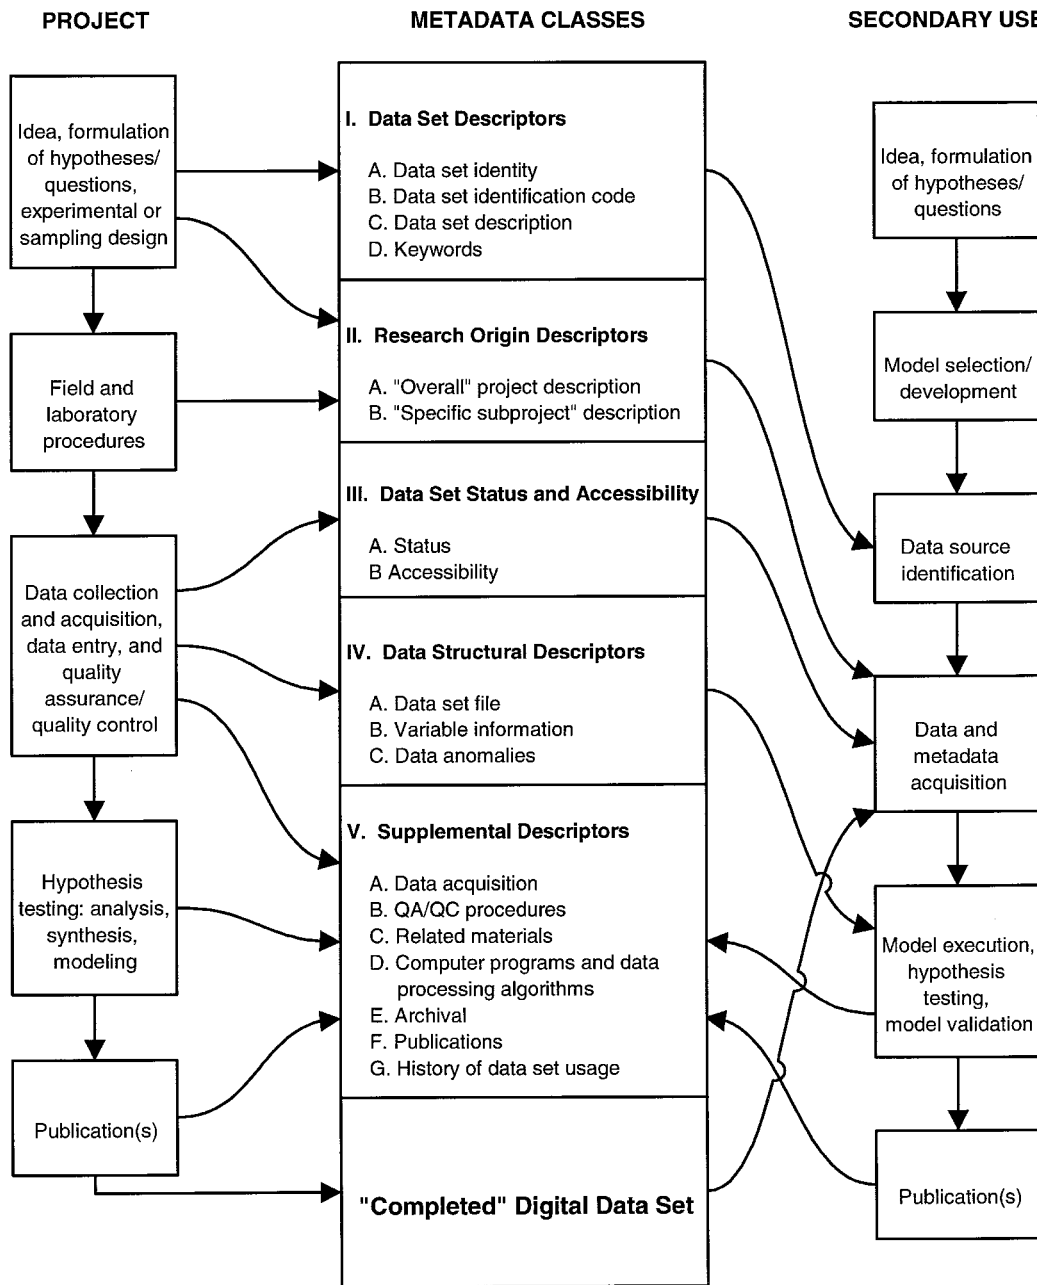 PROJECT
METADATA CLASSES
SECONDARY USE
Idea, formulation
of hypotheses/
questions,
experimental or
sampling design
Field and
laboratory
procedures
Data collection
and acquisition,
data entry, and
quality
assurance/
quality control
Hypothesis
testing: analysis,
synthesis,
modeling
Publication(s)
I. Data Set Descriptors
A. Data set identity
B. Data set identification code
C. Data set description
D. Keywords
II. Research Origin Descriptors
A. "Overall" project description
B. "Specific subproject" description
III. Data Set Status and Accessibility
A. Status
B Accessibility
IV. Data Structural Descriptors
A. Data set file
B. Variable information
C. Data anomalies
V. Supplemental Descriptors
A. Data acquisition
B. QA/QC procedures
C. Related materials
D. Computer programs and data
processing algorithms
E. Archival
F. Publications
G. History of data set usage
"Completed" Digital Data Set
Idea, formulation
of hypotheses/
questions
Model selection/
development
Data source
identification
Data and
metadata
acquisition
Model execution,
hypothesis
testing,
model validation
Publication(s)